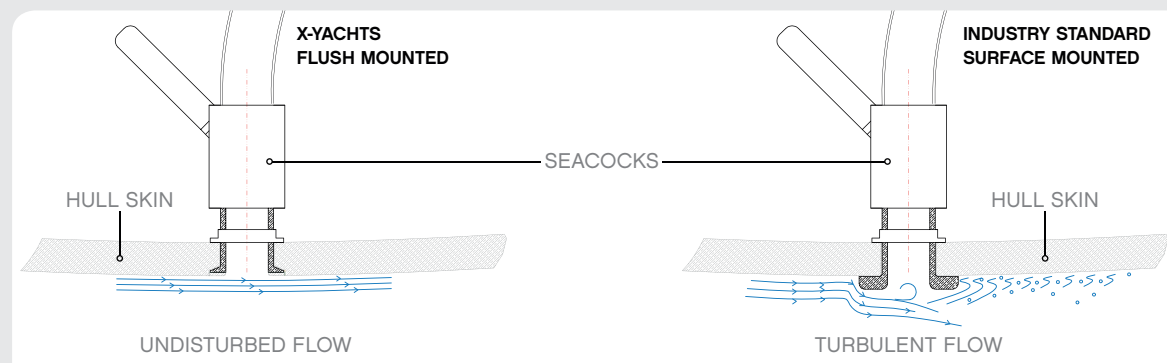 X-YACHTS
FLUSH MOUNTED
INDUSTRY STANDARD
SURFACE MOUNTED
SEACOCKS
HULL SKIN
HULL SKIN
UNDISTURBED FLOW
TURBULENT FLOW